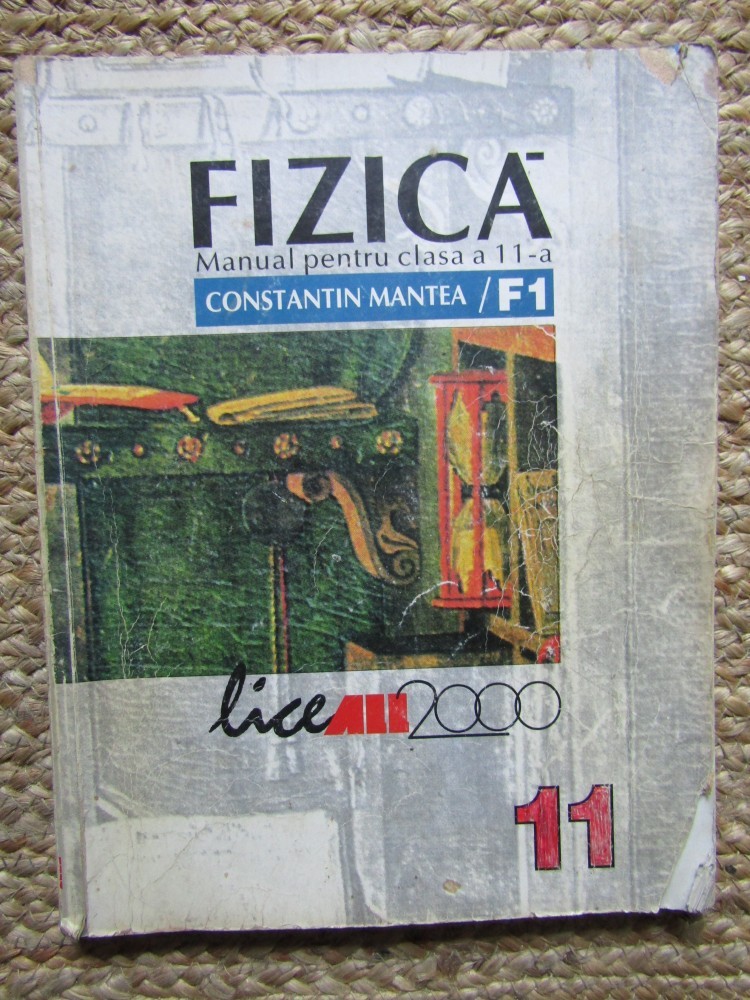 FIZICĂ
Manual pentru clasa a 11-a
CONSTANTIN MANTEA / F1
liceALL2000
11